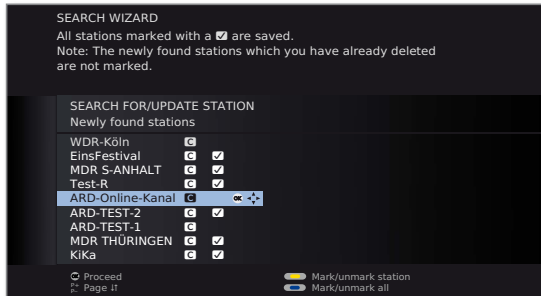 SEARCH WIZARD
All stations marked with a ✓ are saved.
Note: The newly found stations which you have already deleted
are not marked.
SEARCH FOR/UPDATE STATION
Newly found stations
WDR-Köln C
EinsFestival C ✓
MDR S-ANHALT C ✓
Test-R C ✓
ARD-Online-Kanal C OK
ARD-TEST-2 C ✓
ARD-TEST-1 C
MDR THÜRINGEN C ✓
KiKa C ✓
OK Proceed
P+ P- Page ↓↑
Mark/unmark station
Mark/unmark all